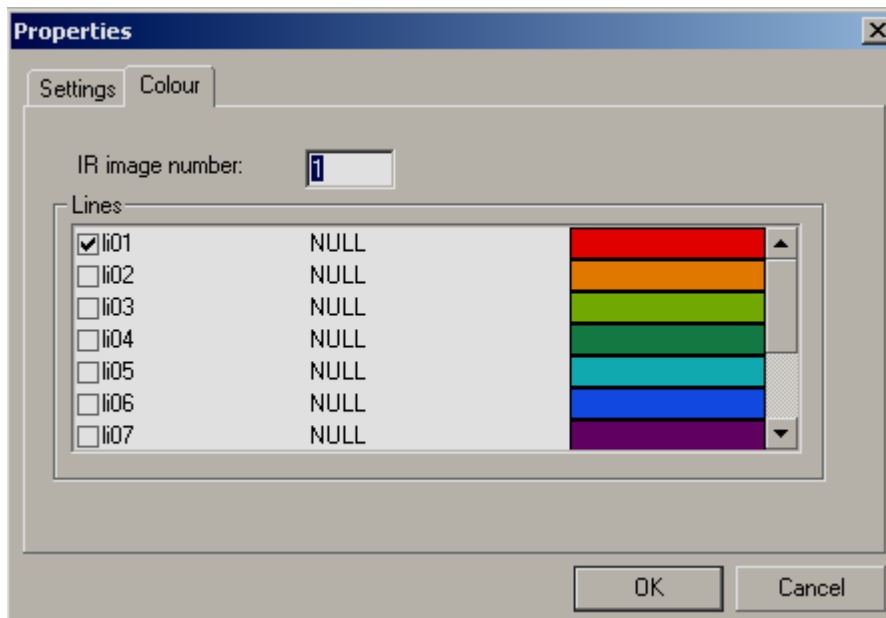 Properties
Settings Colour
IR image number: 1
Lines
li01 NULL
li02 NULL
li03 NULL
li04 NULL
li05 NULL
li06 NULL
li07 NULL
OK Cancel